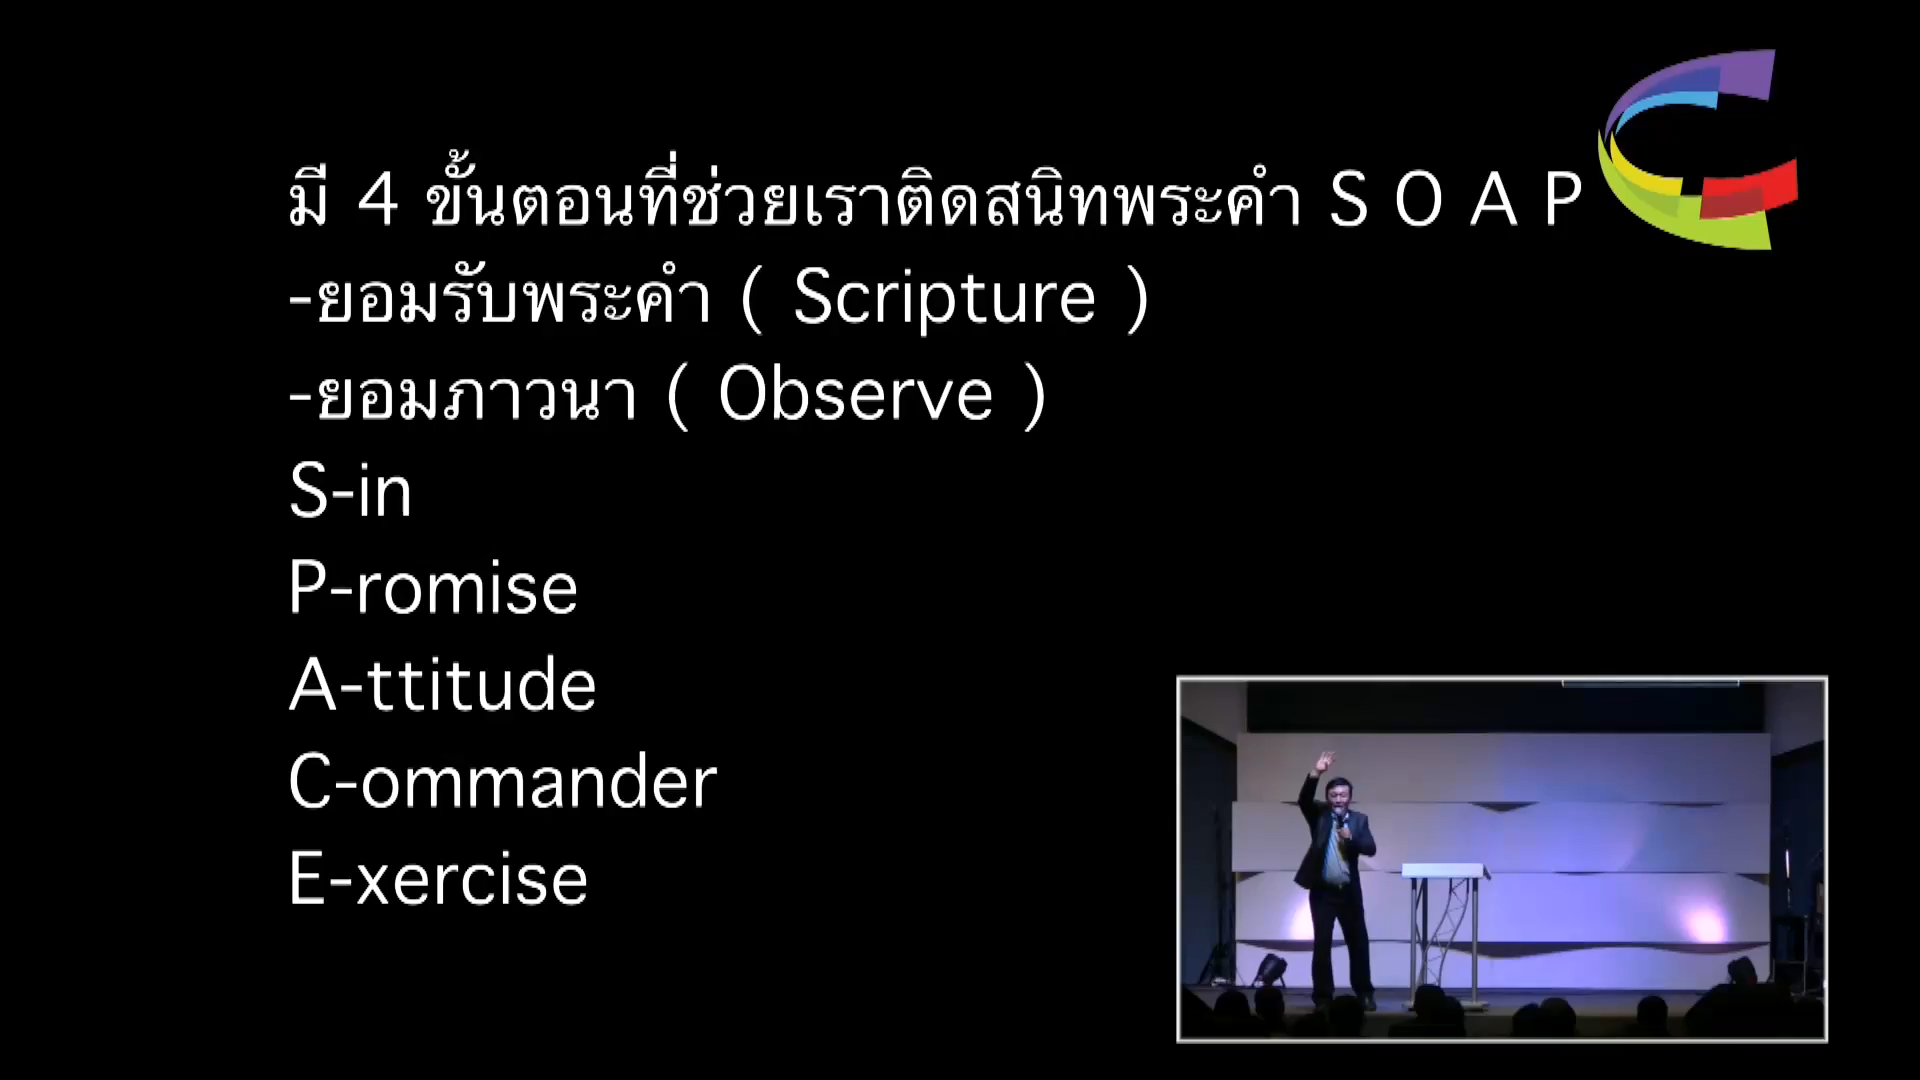 มี 4 ขั้นตอนที่ช่วยเราติดสนิทพระคำ S O A P
-ยอมรับพระคำ ( Scripture )
-ยอมภาวนา ( Observe )
S-in
P-romise
A-ttitude
C-ommander
E-xercise